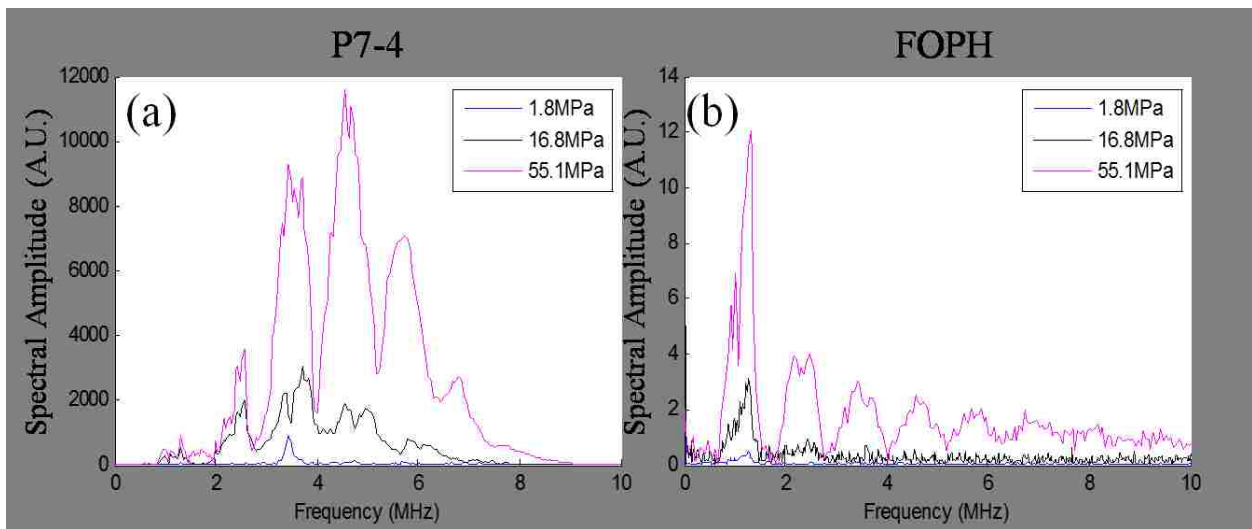 P7-4
FOPH
(a)
1.8MPa
16.8MPa
55.1MPa
Spectral Amplitude (A.U.)
12000
10000
8000
6000
4000
2000
0
0 2 4 6 8 10
Frequency (MHz)
(b)
1.8MPa
16.8MPa
55.1MPa
Spectral Amplitude (A.U.)
14
12
10
8
6
4
2
0
0 2 4 6 8 10
Frequency (MHz)